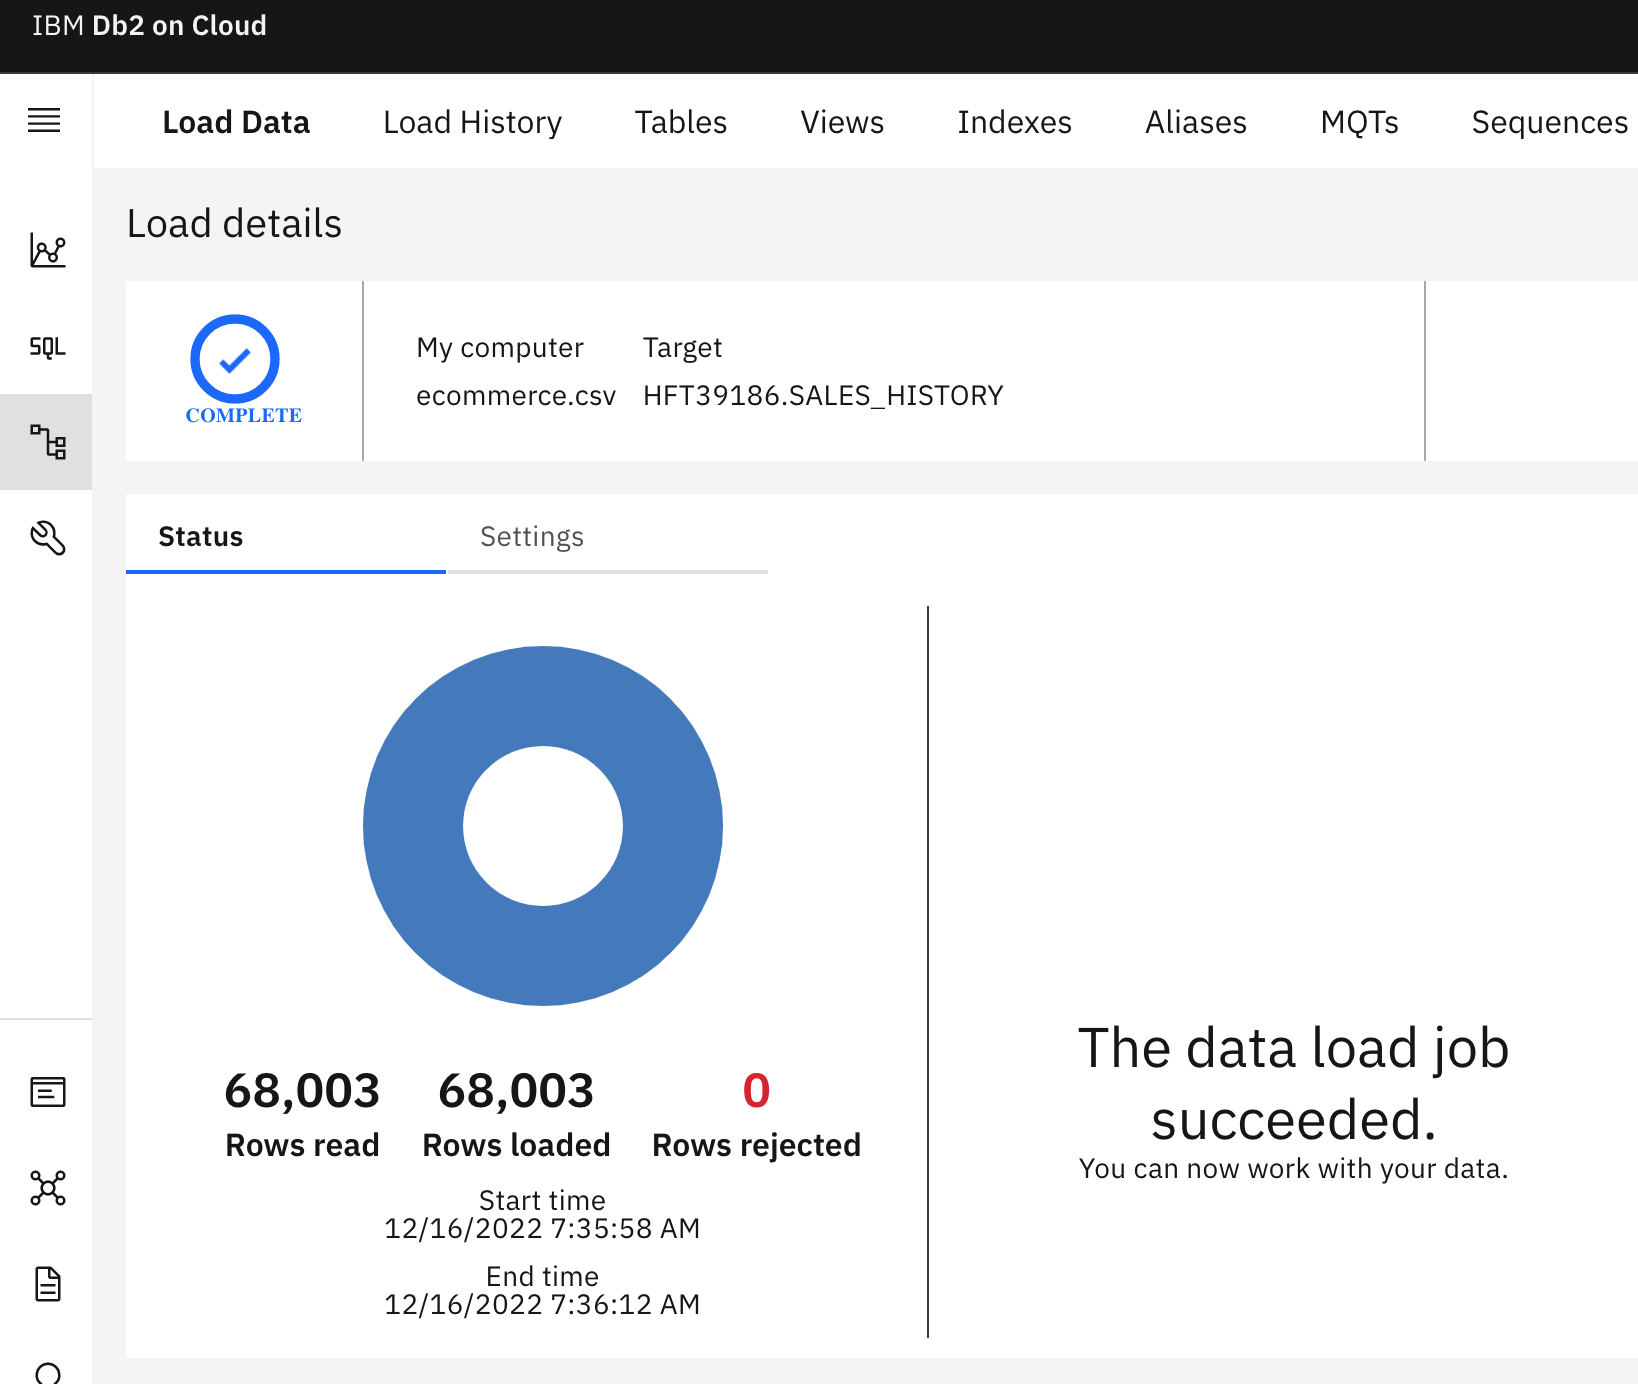 IBM Db2 on Cloud
Load Data Load History Tables Views Indexes Aliases MQTs Sequences
Load details
SQL
COMPLETE
My computer Target
ecommerce.csv HFT39186.SALES_HISTORY
Status Settings
68,003 68,003 0
Rows read Rows loaded Rows rejected
Start time
12/16/2022 7:35:58 AM
End time
12/16/2022 7:36:12 AM
The data load job
succeeded.
You can now work with your data.